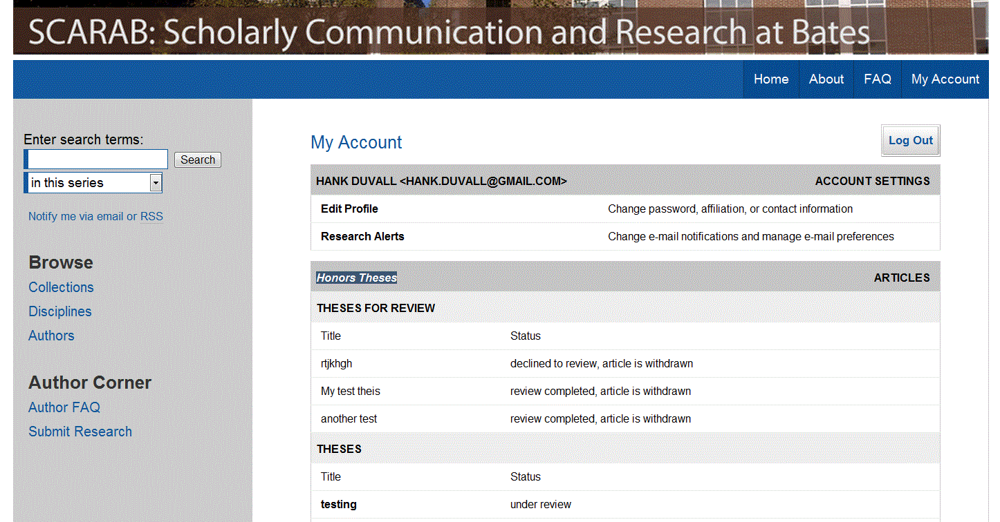 SCARAB: Scholarly Communication and Research at Bates
Home About FAQ My Account
Enter search terms:
Search
in this series
Notify me via email or RSS
Browse
Collections
Disciplines
Authors
Author Corner
Author FAQ
Submit Research
My Account
Log Out
HANK DUVALL <HANK.DUVALL@GMAIL.COM> ACCOUNT SETTINGS
Edit Profile Change password, affiliation, or contact information
Research Alerts Change e-mail notifications and manage e-mail preferences
Honors Theses ARTICLES
THESES FOR REVIEW
Title Status
rtjkhgh declined to review, article is withdrawn
My test theis review completed, article is withdrawn
another test review completed, article is withdrawn
THESES
Title Status
testing under review